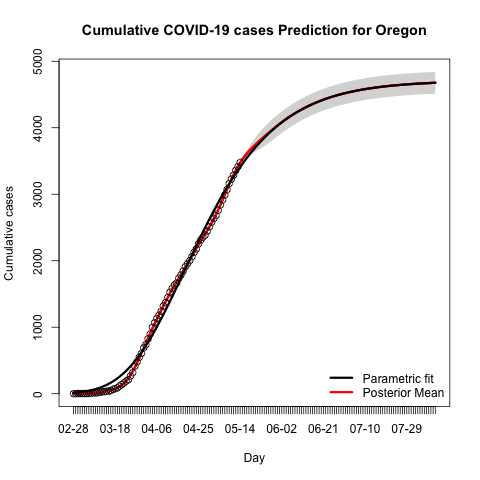 Cumulative COVID-19 cases Prediction for Oregon
Cumulative cases
5000
4000
3000
2000
1000
0
Parametric fit
Posterior Mean
02-28 03-18 04-06 04-25 05-14 06-02 06-21 07-10 07-29
Day